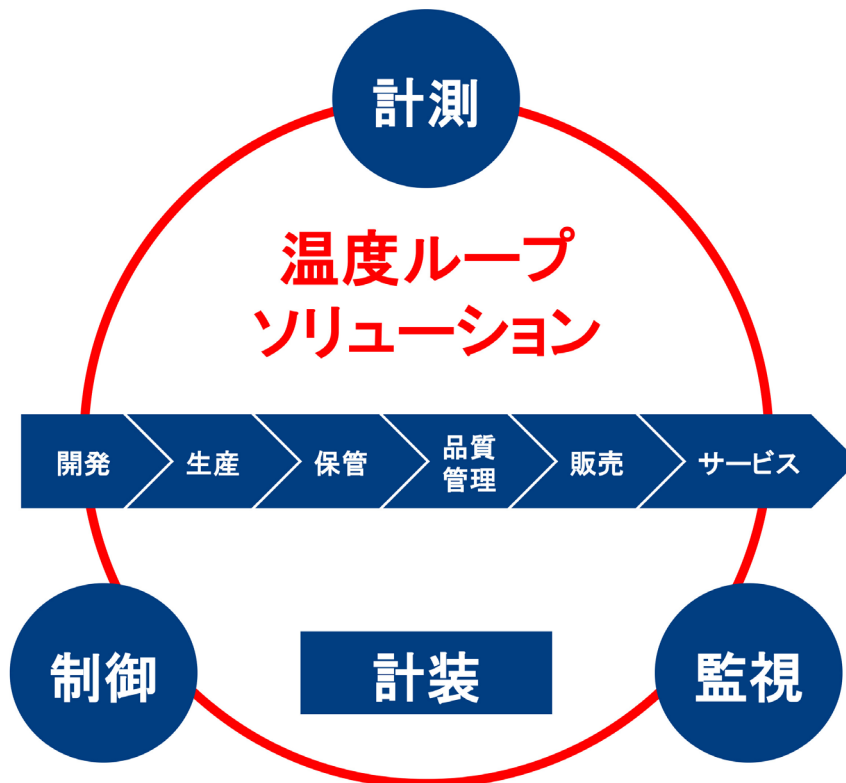 計測
温度ループ
ソリューション
開発
生産
保管
品質
管理
販売
サービス
制御
計装
監視